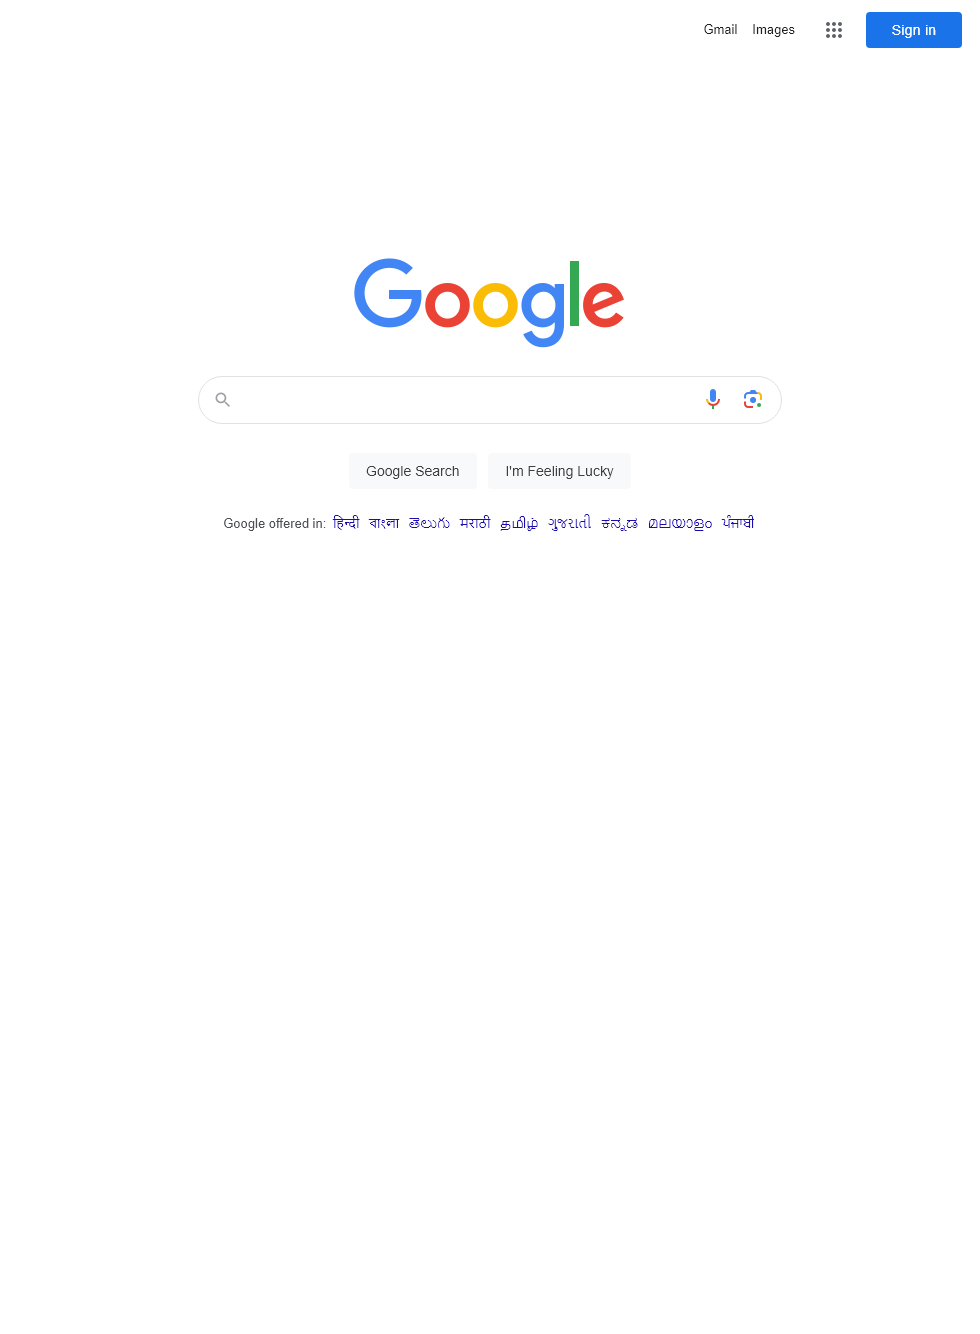 Gmail Images Sign in
Google
Google Search I'm Feeling Lucky
Google offered in: हिन्दी বাংলা తెలుగు मराठी தமிழ் ગુજરાતી ಕನ್ನಡ മലയാളം ਪੰਜਾਬੀ